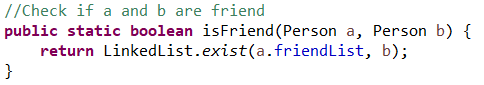 //Check if a and b are friend
public static boolean isFriend(Person a, Person b) {
    return LinkedList.exist(a.friendList, b);
}